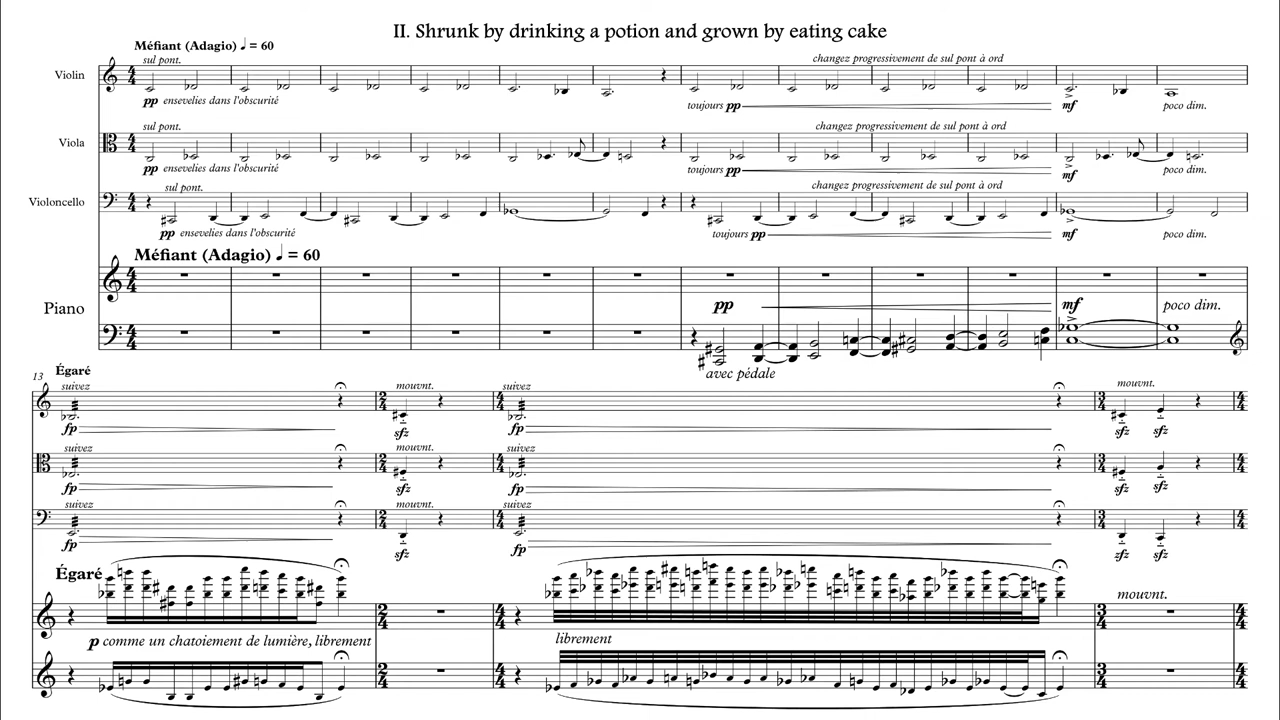 II. Shrunk by drinking a potion and grown by eating cake
Méfiant (Adagio) ♩ = 60
sul pont. changez progressivement de sul pont à ord
Violin
pp ensevelies dans l'obscurité toujours pp mf poco dim.
sul pont. changez progressivement de sul pont à ord
Viola
pp ensevelies dans l'obscurité toujours pp mf poco dim.
sul pont. changez progressivement de sul pont à ord
Violoncello
pp ensevelies dans l'obscurité toujours pp mf poco dim.
Méfiant (Adagio) ♩ = 60
Piano
pp mf poco dim.
avec pédale
13 Égaré
suivez mouvnt. suivez mouvnt.
fp sfz fp sfz sfz
suivez mouvnt. suivez
fp sfz fp sfz sfz
suivez mouvnt. suivez
fp sfz fp sfz sfz
Égaré
mouvnt.
p comme un chatoiement de lumière, librement librement